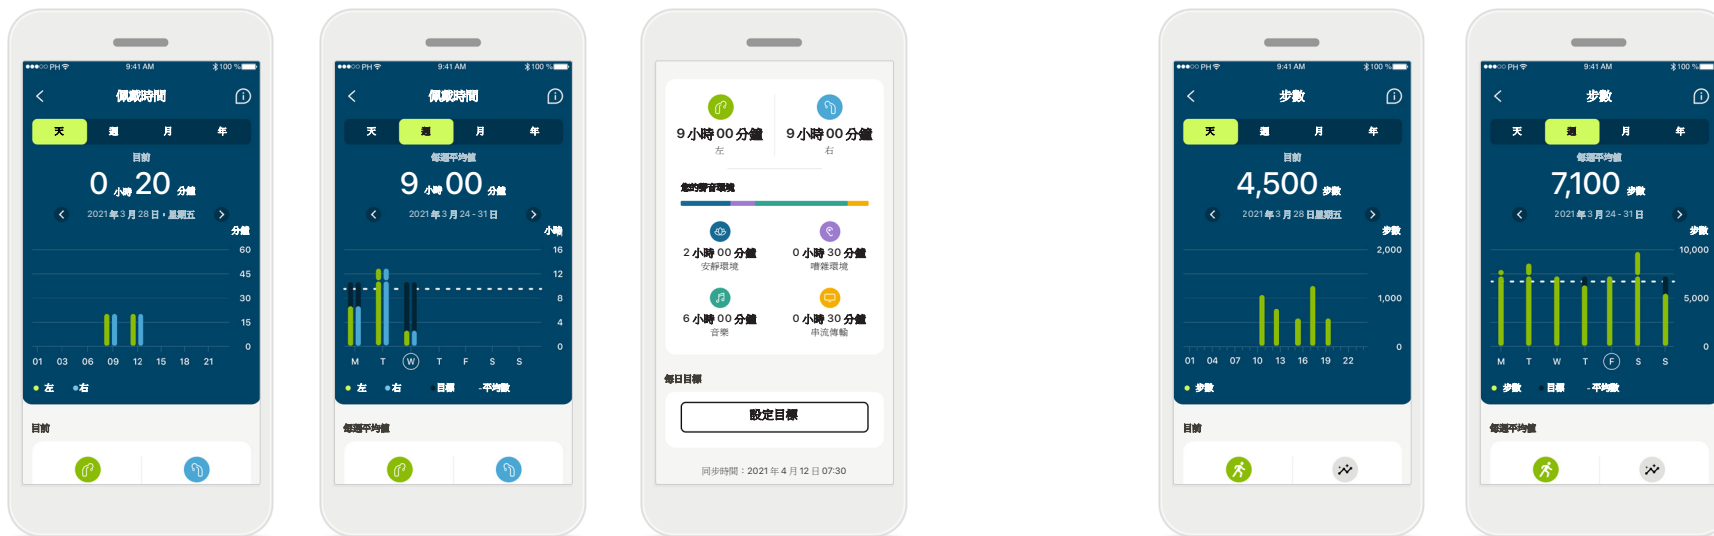 PH 9:41 AM 100 %
佩戴時間
天 週 月 年
目前
0 小時 20 分鐘
2021 年 3 月 28 日，星期五
分鐘
60
45
30
15
0
01 03 06 09 12 15 18 21
左 右
目前
PH 9:41 AM 100 %
佩戴時間
天 週 月 年
每週平均值
9 小時 00 分鐘
2021 年 3 月 24 - 31 日
小時
16
12
8
4
0
M T W T F S S
左 右 目標 -平均數
每週平均值
9 小時 00 分鐘 9 小時 00 分鐘
左 右
您的聲音環境
2 小時 00 分鐘 0 小時 30 分鐘
安靜環境 嘈雜環境
6 小時 00 分鐘 0 小時 30 分鐘
音樂 串流傳輸
每日目標
設定目標
同步時間：2021 年 4 月 12 日 07:30
PH 9:41 AM 100 %
步數
天 週 月 年
目前
4,500 步數
2021 年 3 月 28 日星期五
步數
2,000
1,000
0
01 04 07 10 13 16 19 22
步數
目前
PH 9:41 AM 100 %
步數
天 週 月 年
每週平均值
7,100 步數
2021 年 3 月 24 - 31 日
步數
10,000
5,000
0
M T W T F S S
步數 目標 -平均數
每週平均值